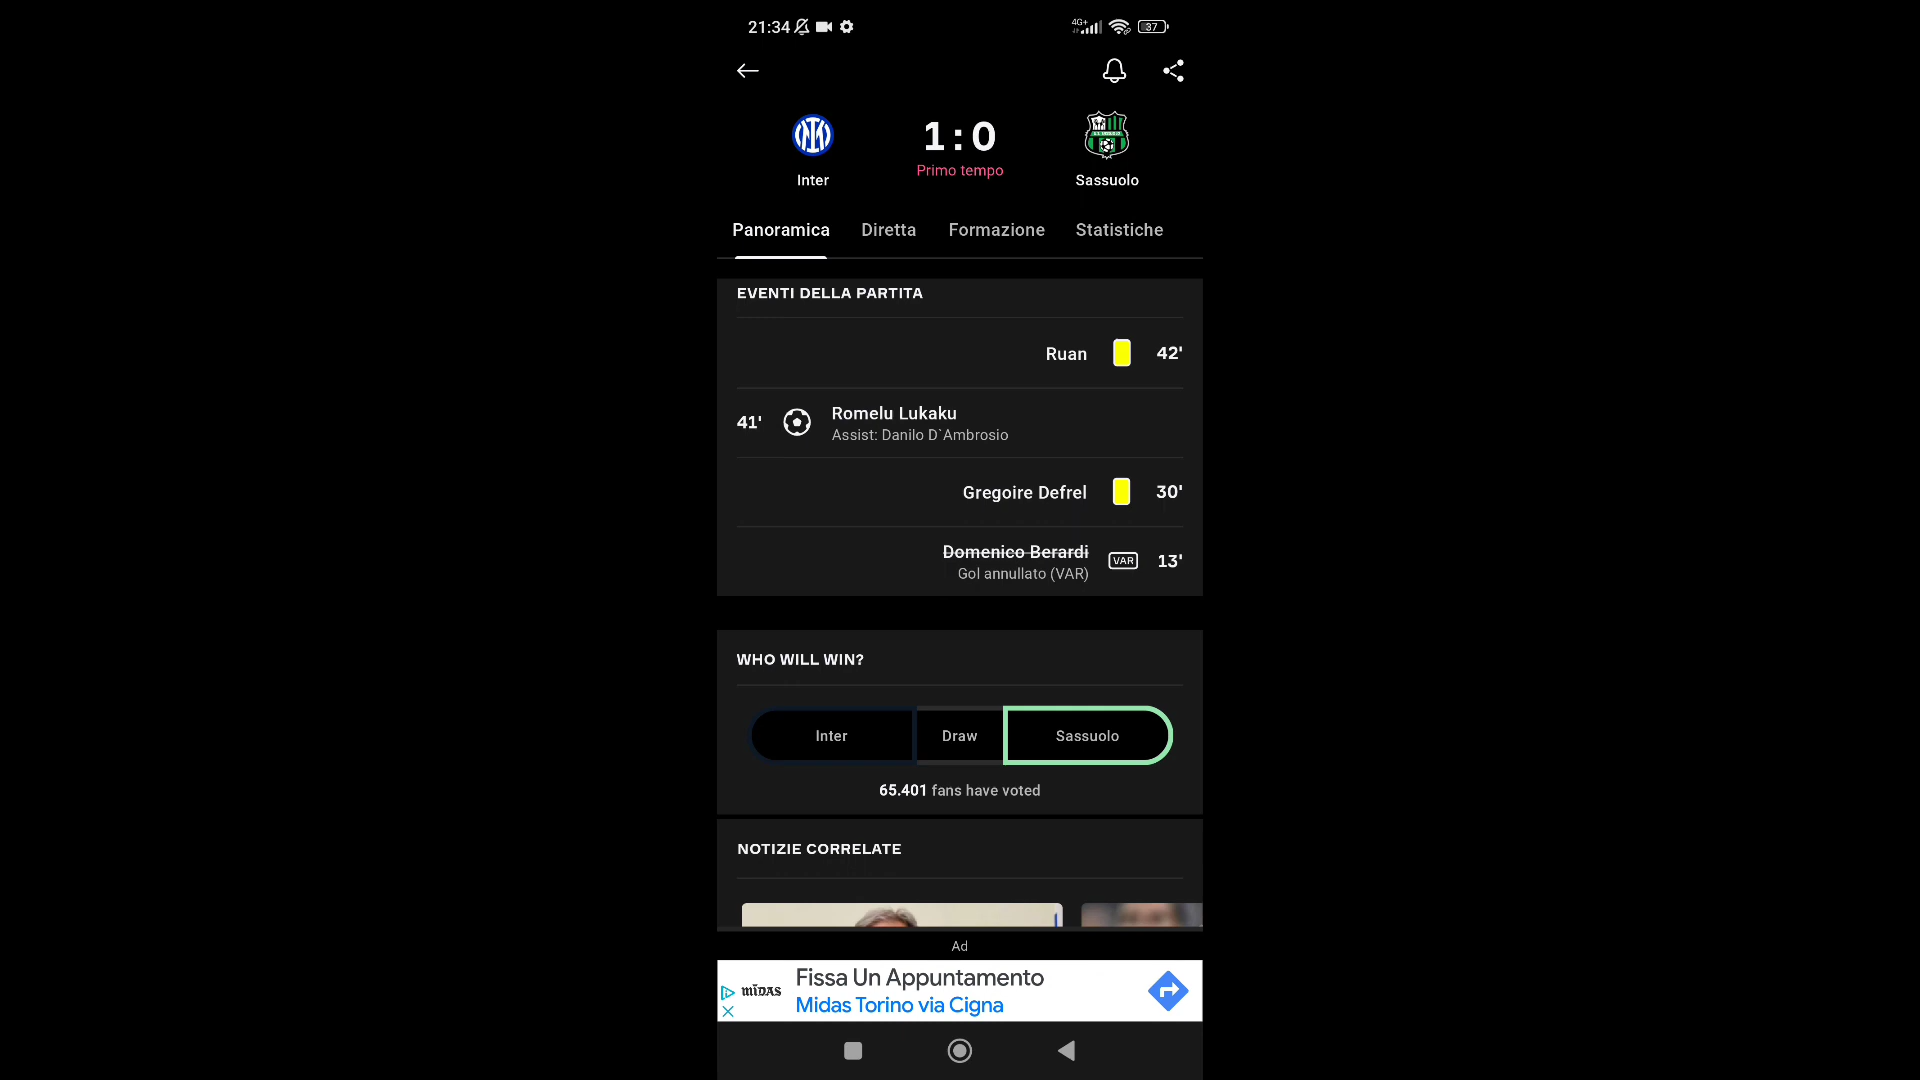 21:34
4G+
37
1 : 0
Primo tempo
Inter
Sassuolo
Panoramica
Diretta
Formazione
Statistiche
EVENTI DELLA PARTITA
Ruan
42'
41'
Romelu Lukaku
Assist: Danilo D`Ambrosio
Gregoire Defrel
30'
Domenico Berardi
Gol annullato (VAR)
VAR
13'
WHO WILL WIN?
Inter
Draw
Sassuolo
65.401 fans have voted
NOTIZIE CORRELATE
Ad
MIDAS
Fissa Un Appuntamento
Midas Torino via Cigna